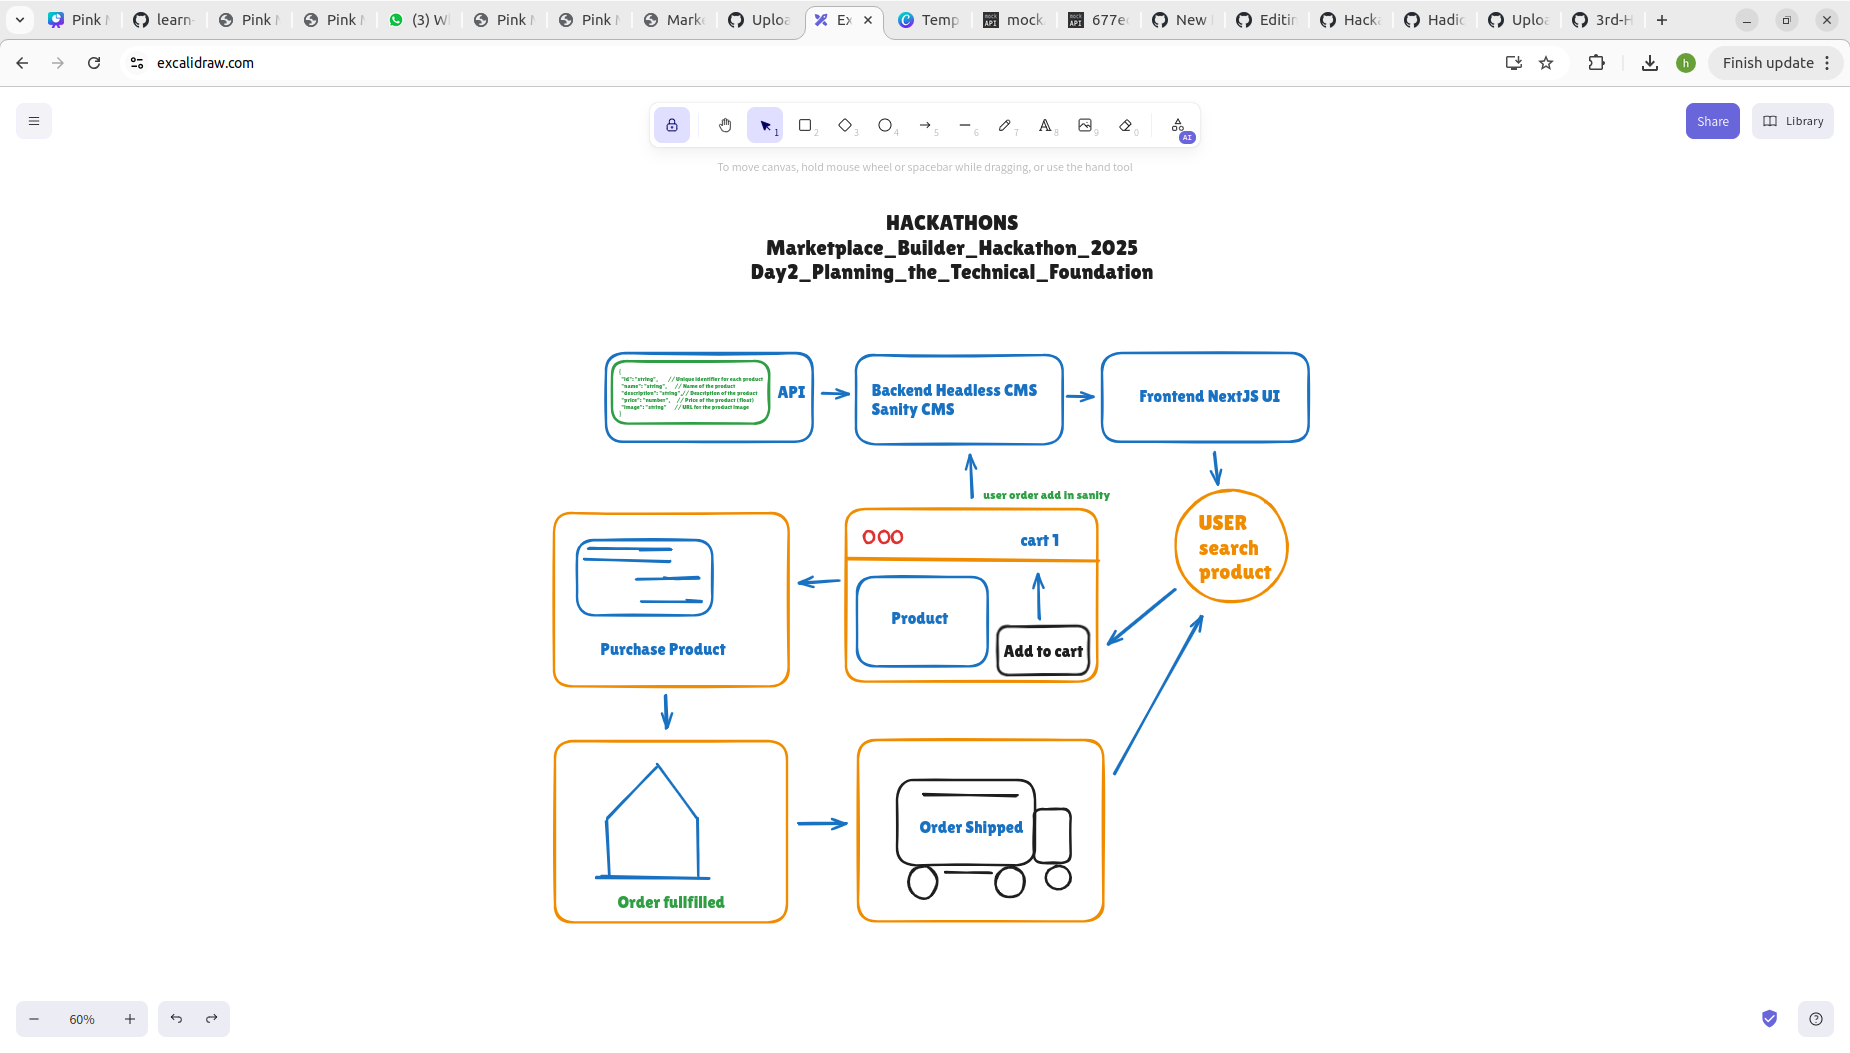 Pink M
learn-
Pink M
Pink M
(3) W
Pink M
Pink M
Marke
Uploa
Ex
Temp
mock
677e
New
Editin
Hacka
Hadic
Uploa
3rd-H
excalidraw.com
h
Finish update
1
2
3
4
5
6
7
A
8
9
0
AI
Share
Library
To move canvas, hold mouse wheel or spacebar while dragging, or use the hand tool
HACKATHONS
Marketplace_Builder_Hackathon_2025
Day2_Planning_the_Technical_Foundation
{
"id": "string", // Unique identifier for each product
"name": "string", // Name of the product
"description": "string",// Description of the product
"price": "number", // Price of the product (float)
"image": "string" // URL for the product image
}
API
Backend Headless CMS
Sanity CMS
Frontend NextJS UI
user order add in sanity
cart 1
USER
search
product
Product
Add to cart
Purchase Product
Order Shipped
Order fullfilled
60%